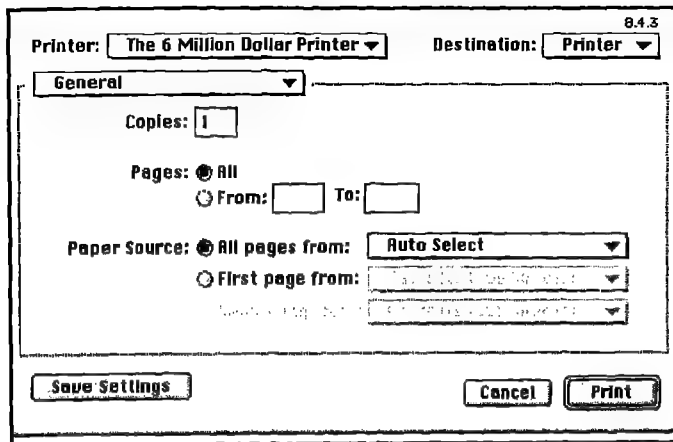 8.4.3
Printer: The 6 Million Dollar Printer Destination: Printer
General
Copies: 1
Pages: All
From: To:
Paper Source: All pages from: Auto Select
First page from:
Save Settings Cancel Print